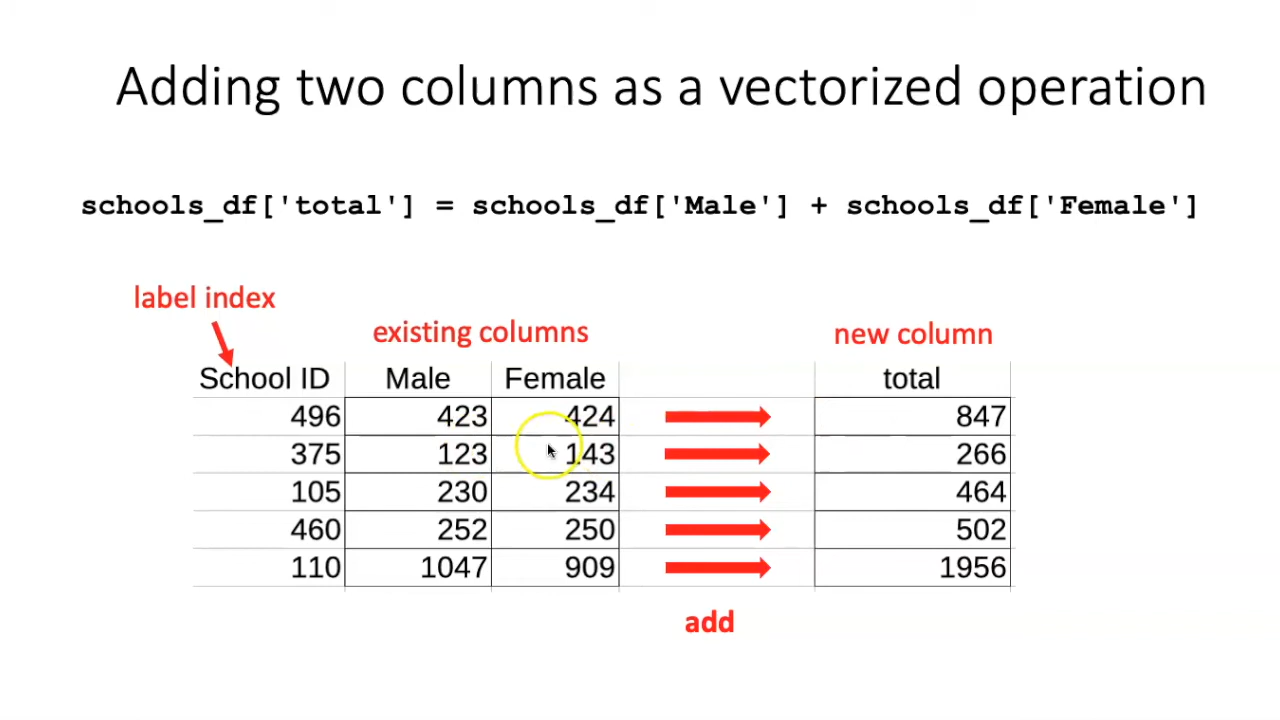 Adding two columns as a vectorized operation
schools_df['total'] = schools_df['Male'] + schools_df['Female']
label index
existing columns
new column
School ID Male Female total
496 423 424 847
375 123 143 266
105 230 234 464
460 252 250 502
110 1047 909 1956
add